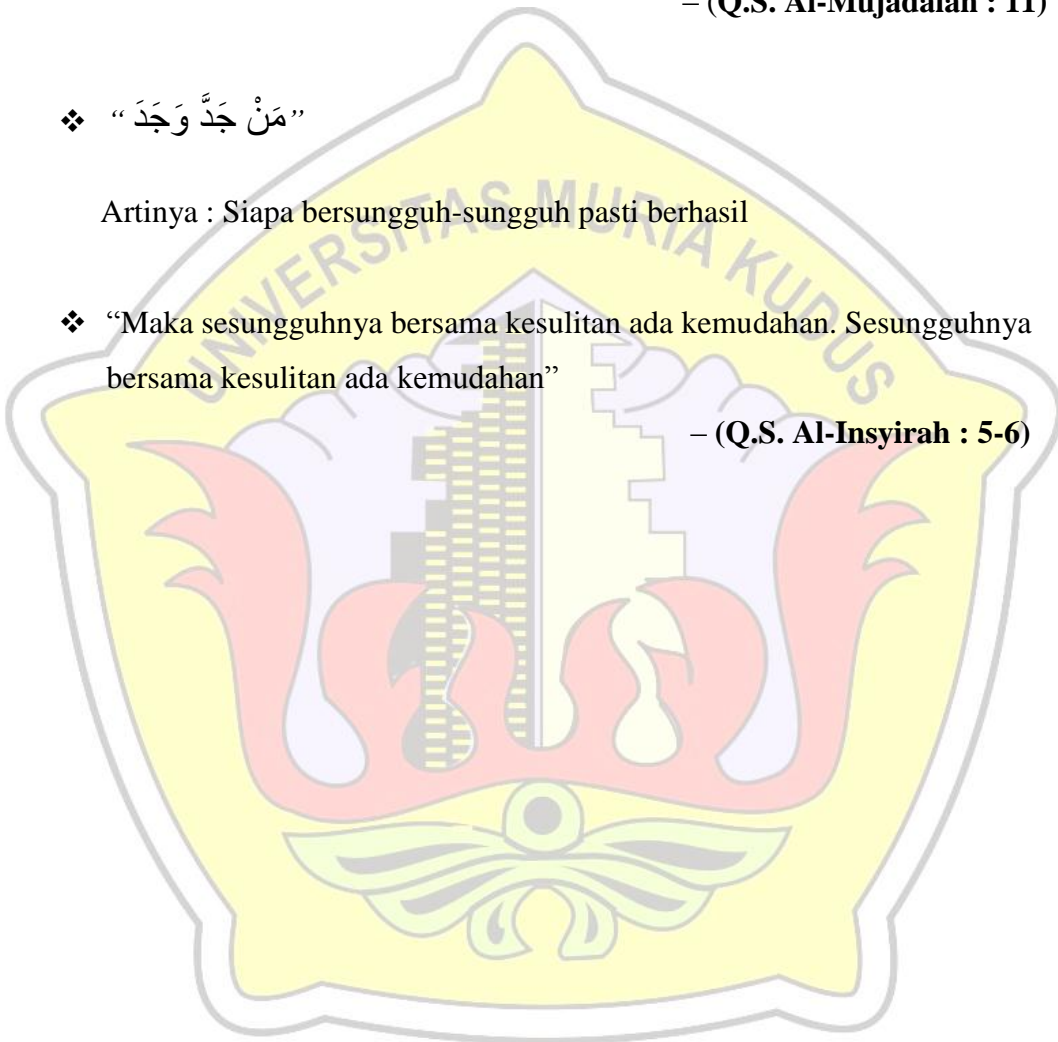 – (Q.S. Al-Mujadalah : 11)
❖ “ مَنْ جَدَّ وَجَدَ ”
Artinya : Siapa bersungguh-sungguh pasti berhasil
UNIVERSITAS MURIA KUDUS
❖ “Maka sesungguhnya bersama kesulitan ada kemudahan. Sesungguhnya
bersama kesulitan ada kemudahan”
– (Q.S. Al-Insyirah : 5-6)